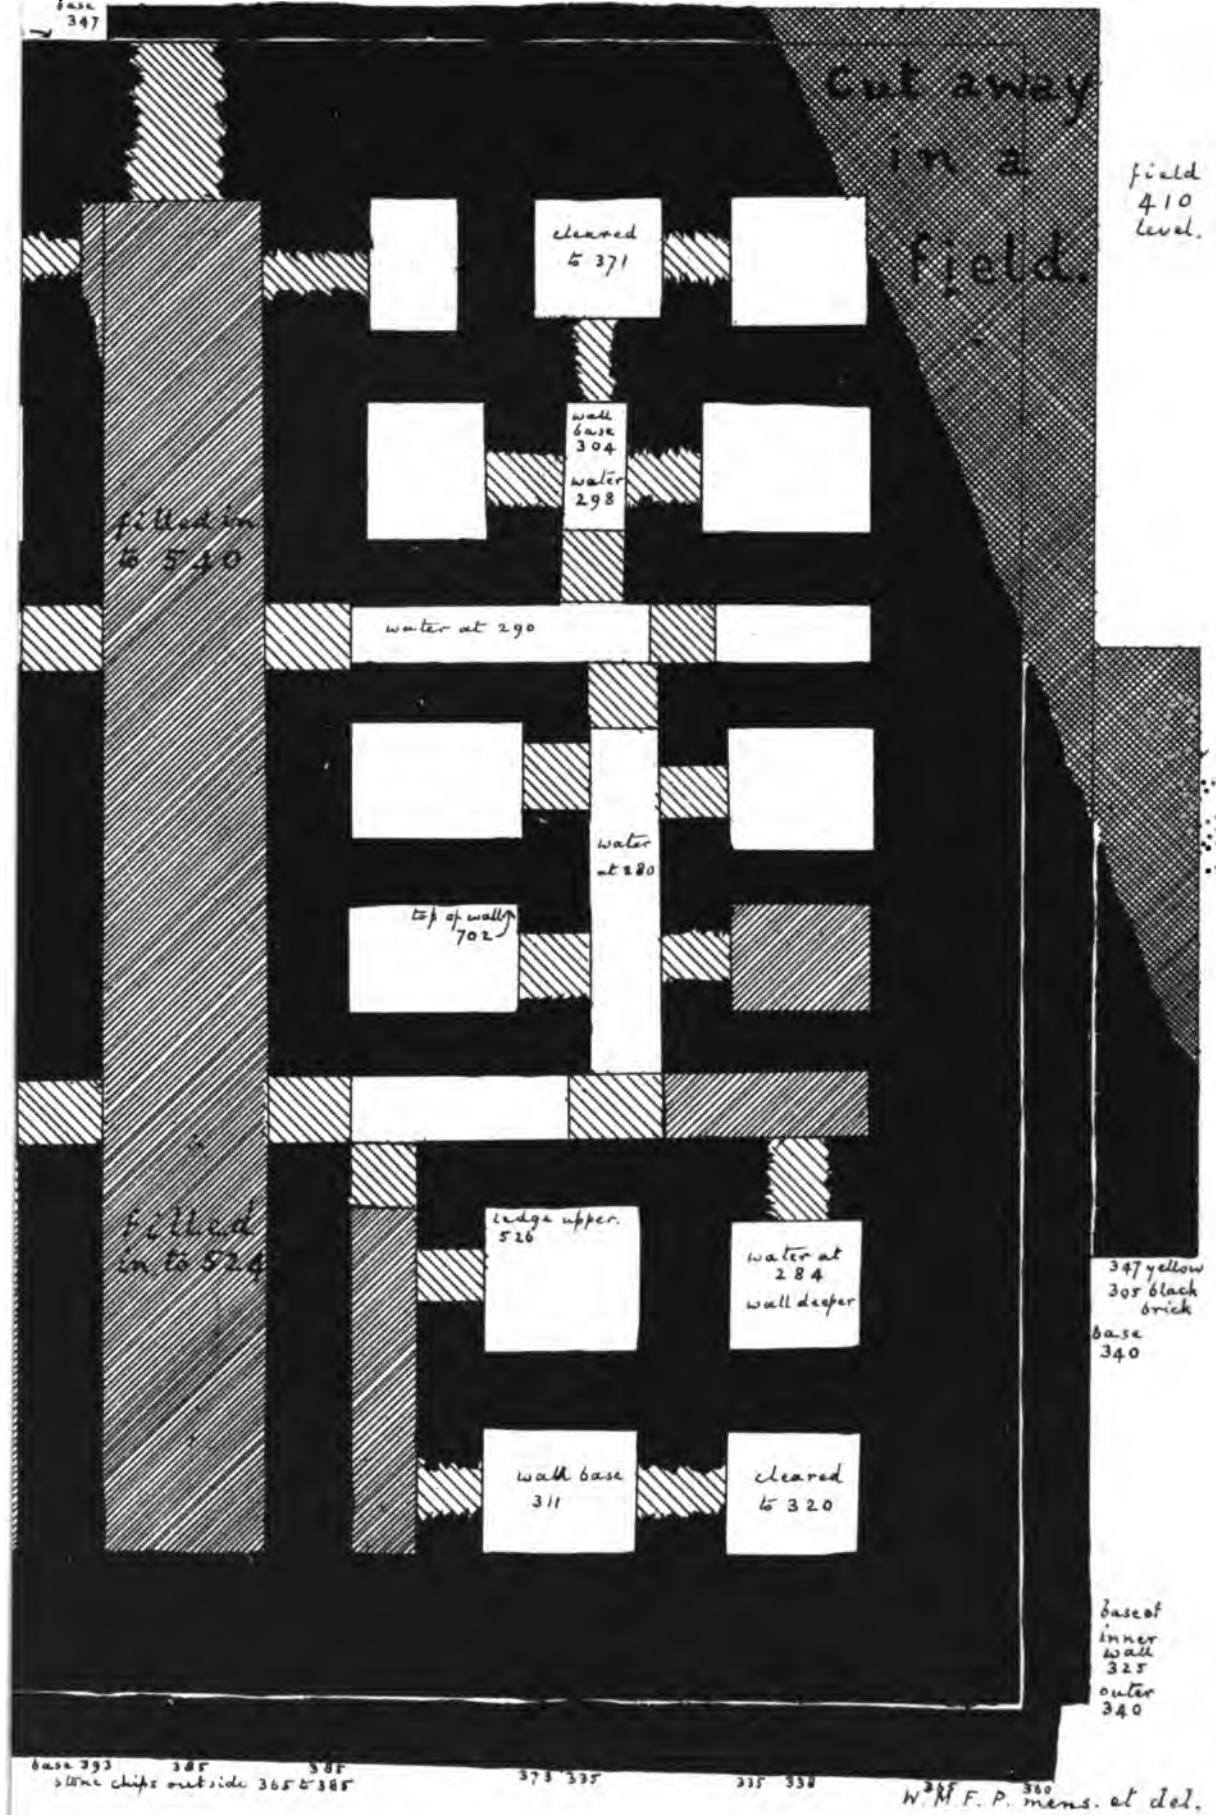 base
347
Cut away
in a
field.
field
410
level.
cleared
to 371
wall
base
304
water
298
filled in
to 540
water at 290
water
at 280
top of wall
702
filled
in to 524
ledge upper.
526
water at
284
wall deeper
347 yellow
305 black
brick
base
340
wall base
311
cleared
to 320
base of
inner
wall
325
outer
340
base 393 385 385 373 335 335 338 365 360
stone chips outside 365 to 385
W. M. F. P. mens. et del.